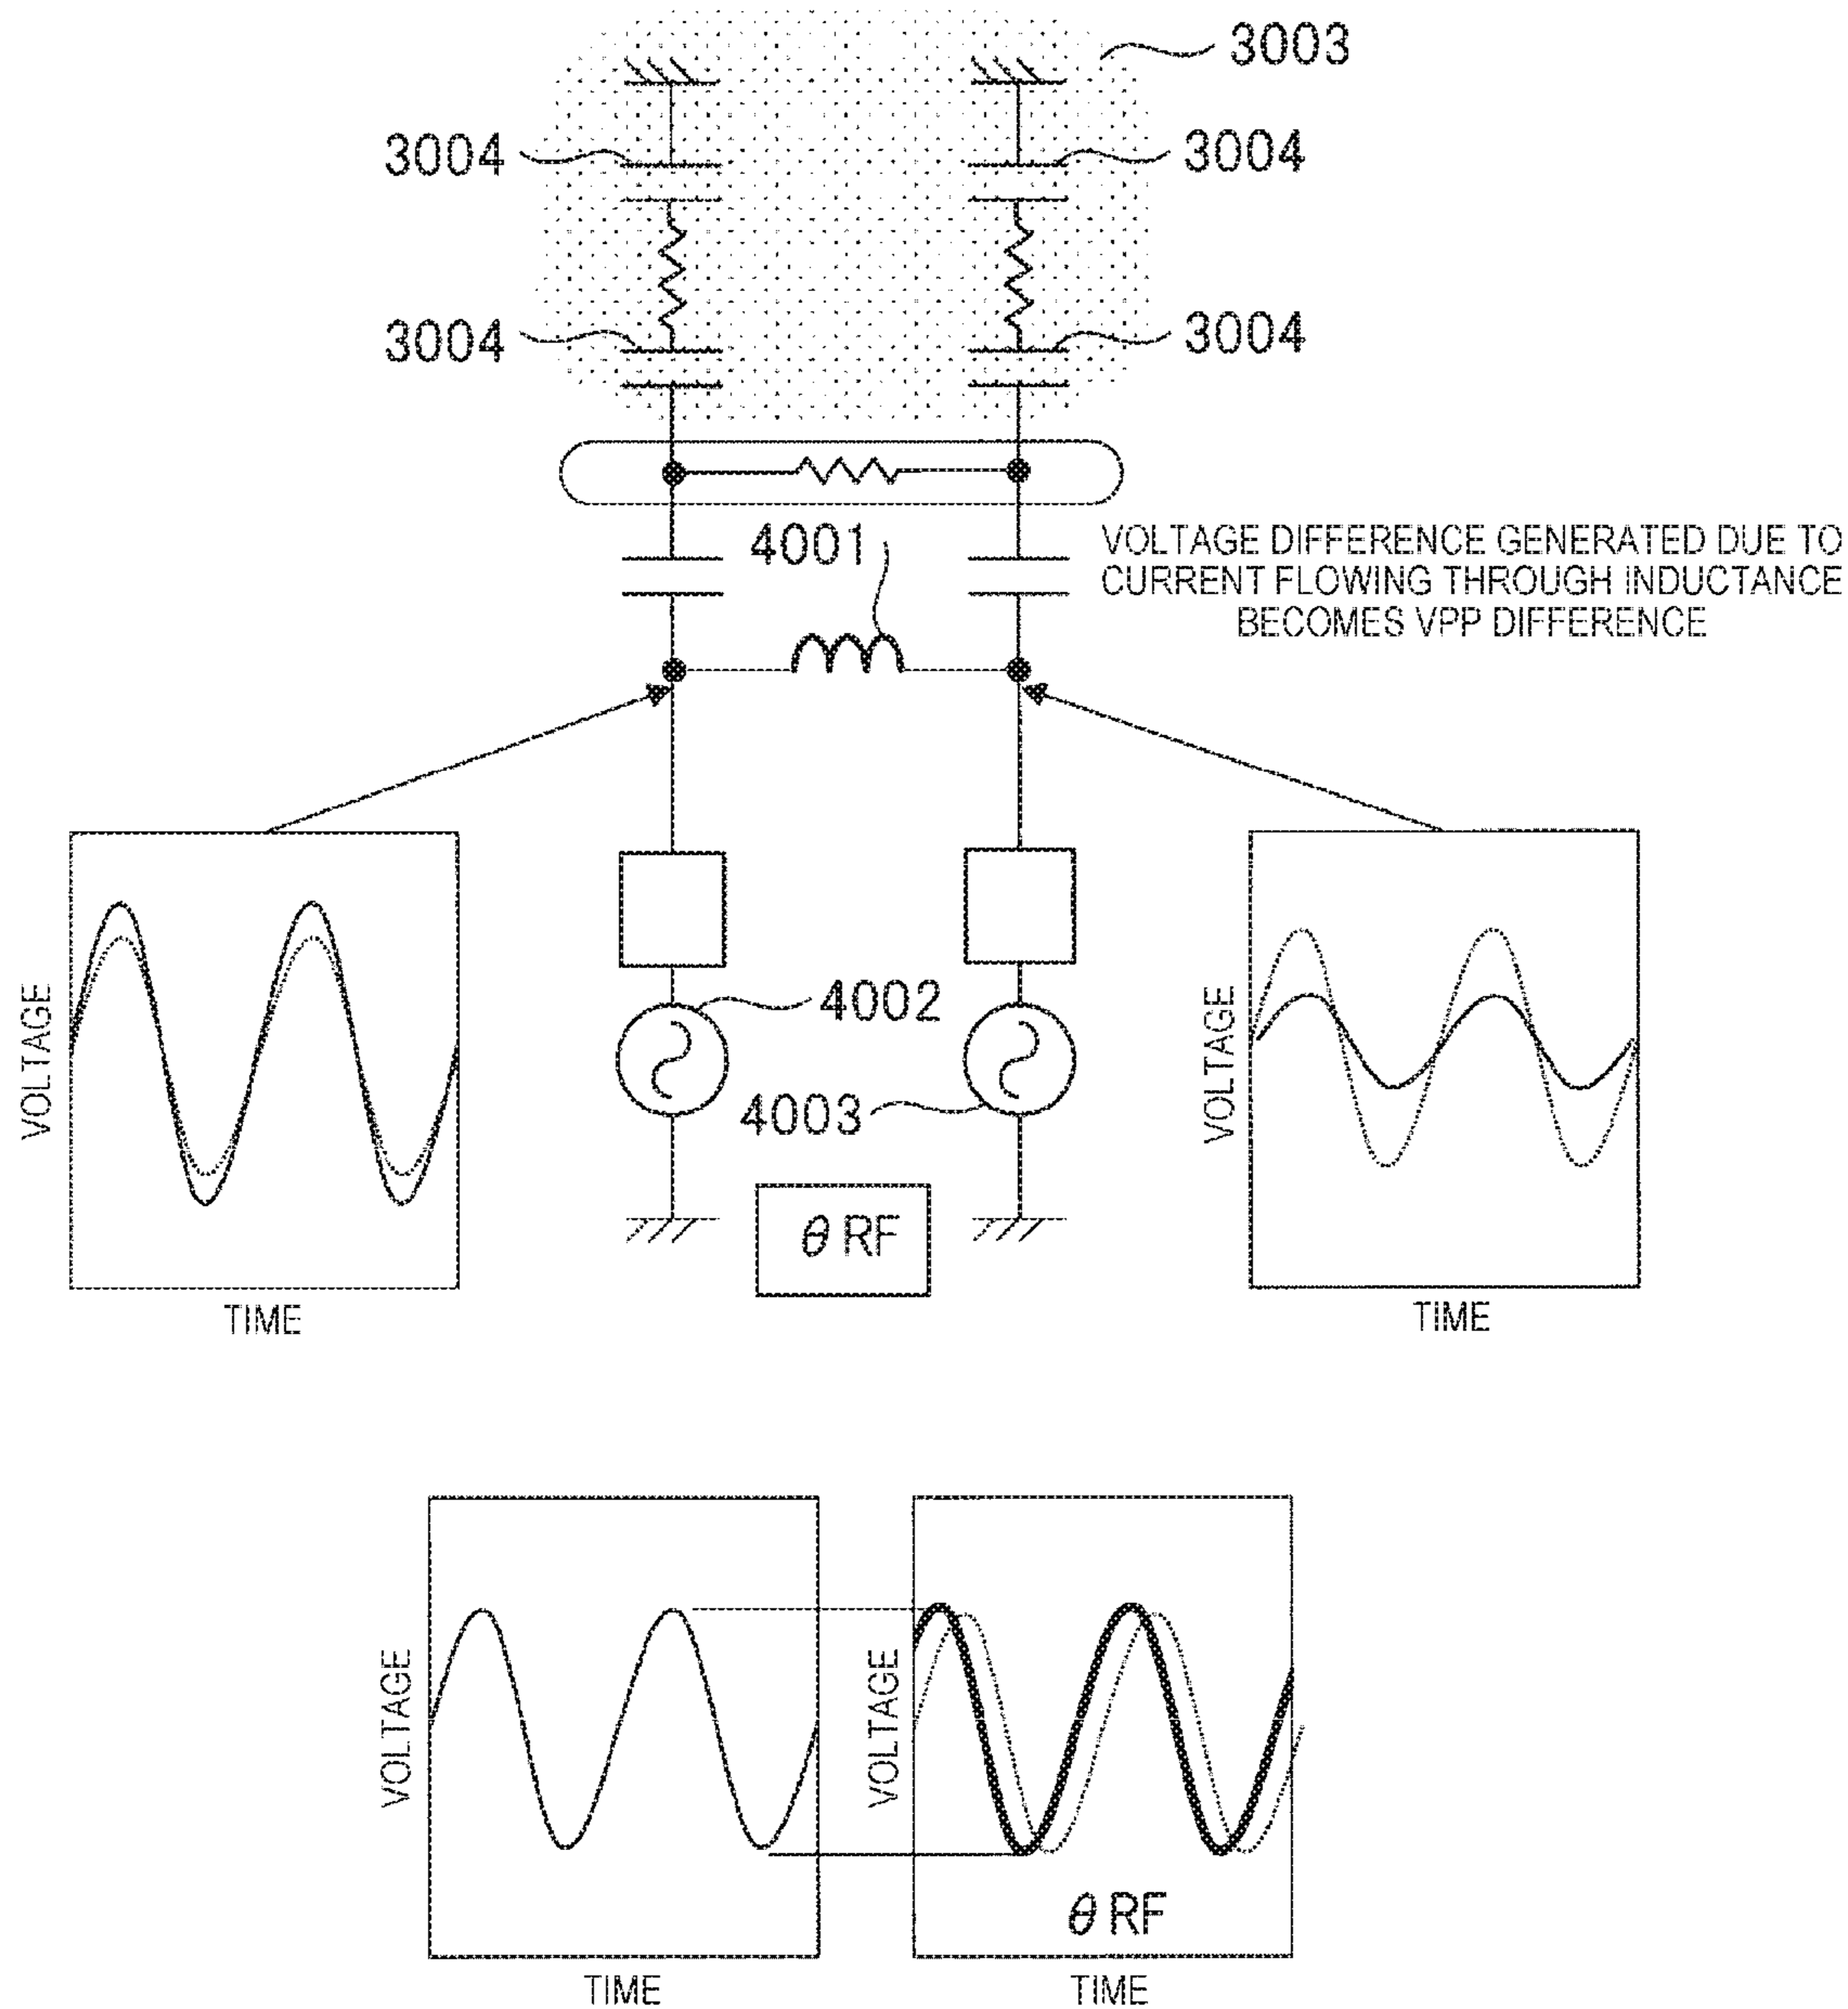 3003
3004
3004
3004
3004
4001
VOLTAGE DIFFERENCE GENERATED DUE TO
CURRENT FLOWING THROUGH INDUCTANCE
BECOMES VPP DIFFERENCE
VOLTAGE
TIME
4002
4003
θ RF
VOLTAGE
TIME
VOLTAGE
TIME
VOLTAGE
θ RF
TIME